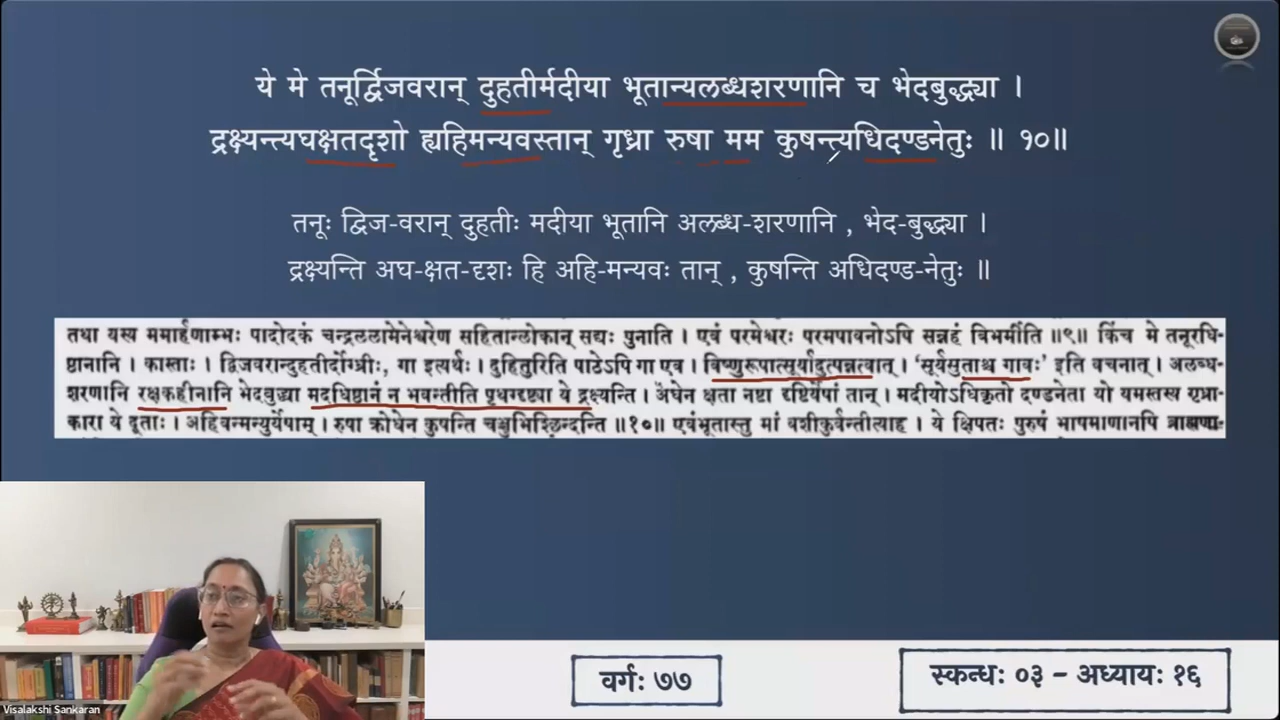 ये मे तनूर्द्विजवरान् दुहतीर्मदीया भूतान्यलब्धशरणानि च भेदबुद्ध्या ।
द्रक्ष्यन्त्यघक्षतदृशो ह्यहिमन्यवस्तान् गृध्रा रुषा मम कुषन्त्यधिदण्डनेतुः ॥ १०॥
तनूः द्विज-वरान् दुहतीः मदीया भूतानि अलब्ध-शरणानि , भेद-बुद्ध्या ।
द्रक्ष्यन्ति अघ-क्षत-दृशः हि अहि-मन्यवः तान् , कुषन्ति अधिदण्ड-नेतुः ॥
तथा यस्य ममार्हणाम्भः पादोदकं चन्द्रललामेनेश्वरेण सहितान्लोकान् सद्यः पुनाति । एवं परमेश्वरः परमपावनोऽपि सन्नहं बिभर्मीति ॥९॥ किंच मे तनूरधि-
ष्ठानानि । कास्ताः । द्विजवरान्दुहतीर्दोग्ध्रीः, गा इत्यर्थः । दुहितुरिति पाठेऽपि गा एव । विष्णुरूपात्सूर्यादुत्पन्नत्वात् । 'सूर्यसुताश्च गावः' इति वचनात् । अलब्ध-
शरणानि रक्षकहीनानि भेदबुद्ध्या मदधिष्ठानं न भवन्तीति पृथग्दृष्ट्या ये द्रक्ष्यन्ति । अघेन क्षता नष्टा दृष्टिर्येषां तान् । मदीयोऽधिकृतो दण्डनेता यो यमस्तस्य गृध्रा-
कारा ये दूताः । अहिवन्मन्युर्येषाम् । रुषा क्रोधेन कुषन्ति चञ्चुभिश्छिन्दन्ति ॥१०॥ एवंभूतास्तु मां वशीकुर्वन्तीत्याह । ये क्षिपतः पुरुषं भाषमाणानपि ब्राह्मणा-
Visalakshi Sankaran
वर्गः ७७
स्कन्धः ०३ – अध्यायः १६